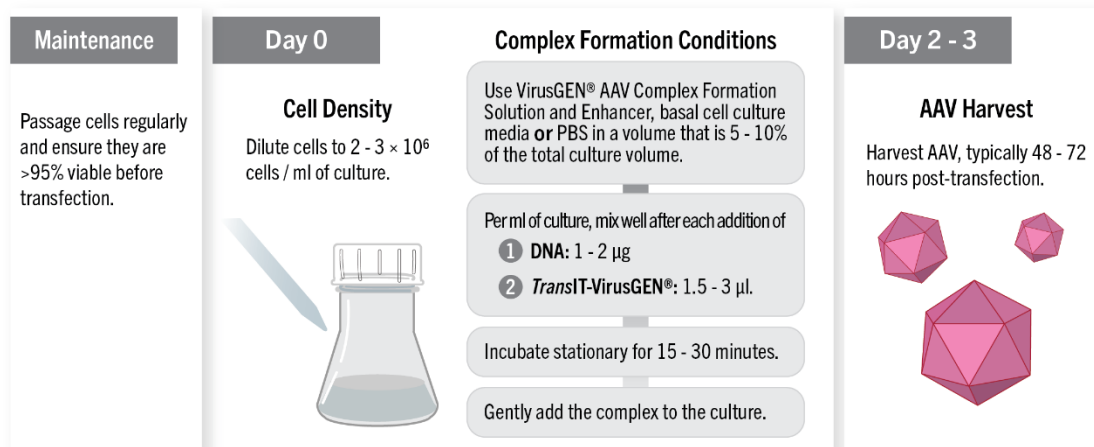 Maintenance
Passage cells regularly
and ensure they are
>95% viable before
transfection.
Day 0
Cell Density
Dilute cells to 2 - 3 × 10⁶
cells / ml of culture.
Complex Formation Conditions
Use VirusGEN® AAV Complex Formation
Solution and Enhancer, basal cell culture
media or PBS in a volume that is 5 - 10%
of the total culture volume.
Per ml of culture, mix well after each addition of
1 DNA: 1 - 2 µg
2 TransIT-VirusGEN®: 1.5 - 3 µl.
Incubate stationary for 15 - 30 minutes.
Gently add the complex to the culture.
Day 2 - 3
AAV Harvest
Harvest AAV, typically 48 - 72
hours post-transfection.